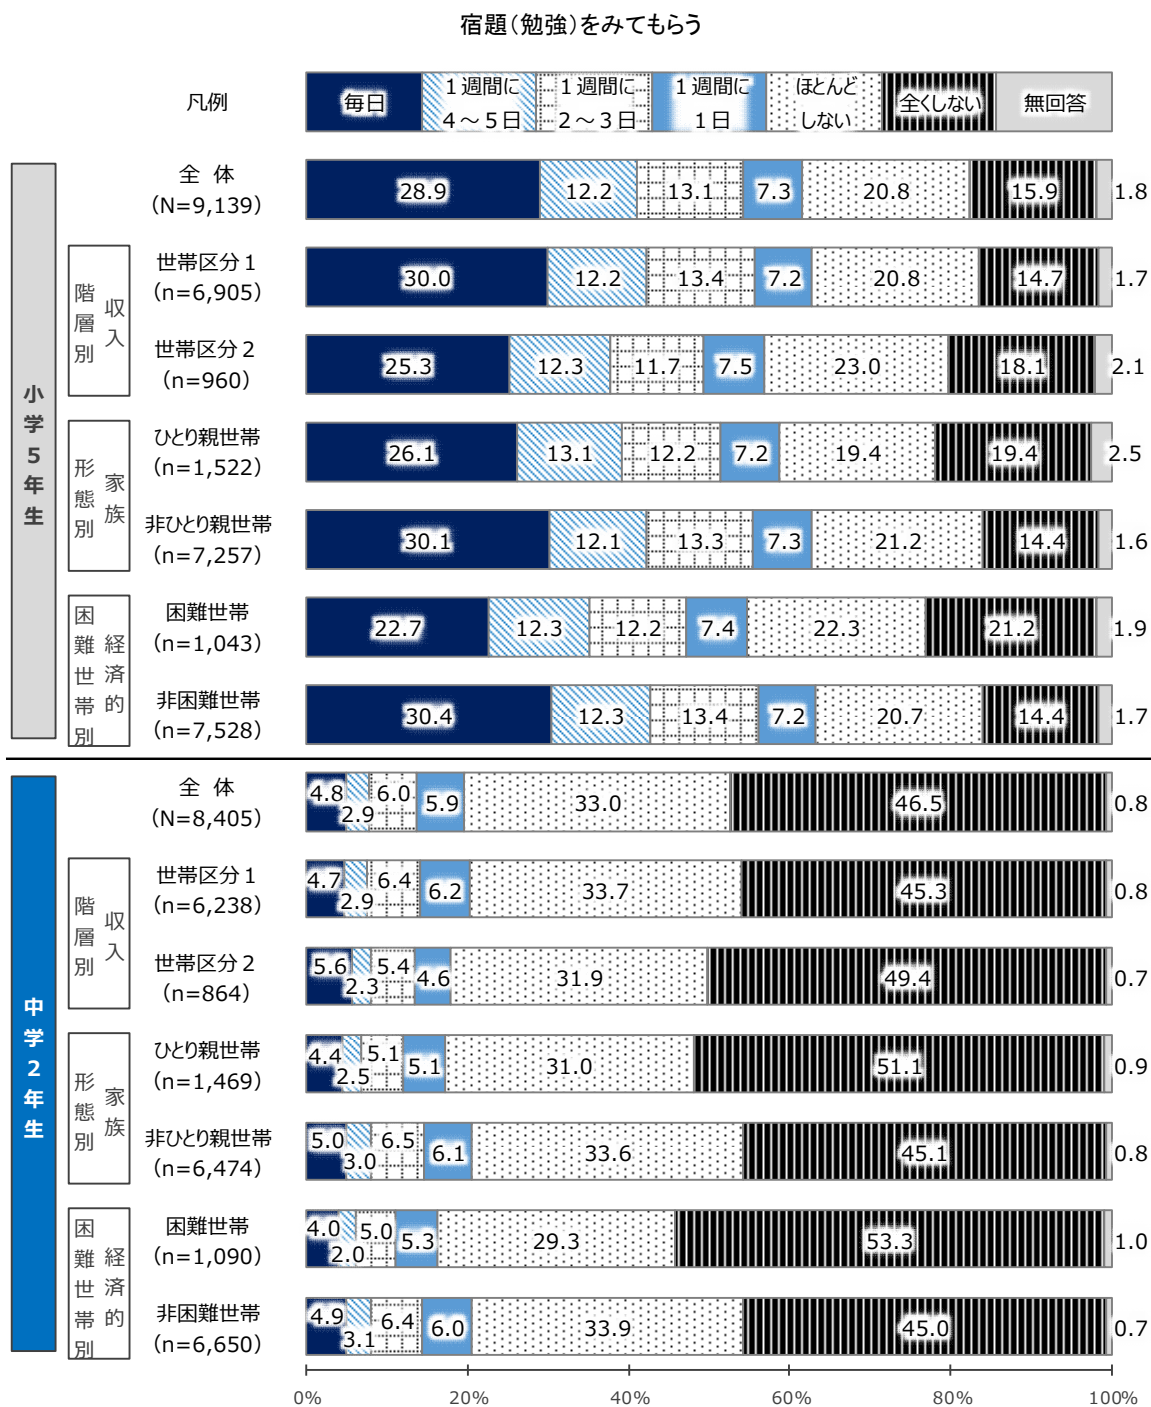 宿題(勉強)をみてもらう
凡例
毎日
1週間に
4～5日
1週間に
2～3日
1週間に
1日
ほとんど
しない
全くしない
無回答
小学5年生
全 体
(N=9,139)
28.9 12.2 13.1 7.3 20.8 15.9 1.8
収入
階層別
世帯区分1
(n=6,905)
30.0 12.2 13.4 7.2 20.8 14.7 1.7
世帯区分2
(n=960)
25.3 12.3 11.7 7.5 23.0 18.1 2.1
家族
形態別
ひとり親世帯
(n=1,522)
26.1 13.1 12.2 7.2 19.4 19.4 2.5
非ひとり親世帯
(n=7,257)
30.1 12.1 13.3 7.3 21.2 14.4 1.6
経済的
困難世帯別
困難世帯
(n=1,043)
22.7 12.3 12.2 7.4 22.3 21.2 1.9
非困難世帯
(n=7,528)
30.4 12.3 13.4 7.2 20.7 14.4 1.7
中学2年生
全 体
(N=8,405)
4.8 2.9 6.0 5.9 33.0 46.5 0.8
収入
階層別
世帯区分1
(n=6,238)
4.7 2.9 6.4 6.2 33.7 45.3 0.8
世帯区分2
(n=864)
5.6 2.3 5.4 4.6 31.9 49.4 0.7
家族
形態別
ひとり親世帯
(n=1,469)
4.4 2.5 5.1 5.1 31.0 51.1 0.9
非ひとり親世帯
(n=6,474)
5.0 3.0 6.5 6.1 33.6 45.1 0.8
経済的
困難世帯別
困難世帯
(n=1,090)
4.0 2.0 5.0 5.3 29.3 53.3 1.0
非困難世帯
(n=6,650)
4.9 3.1 6.4 6.0 33.9 45.0 0.7
0% 20% 40% 60% 80% 100%